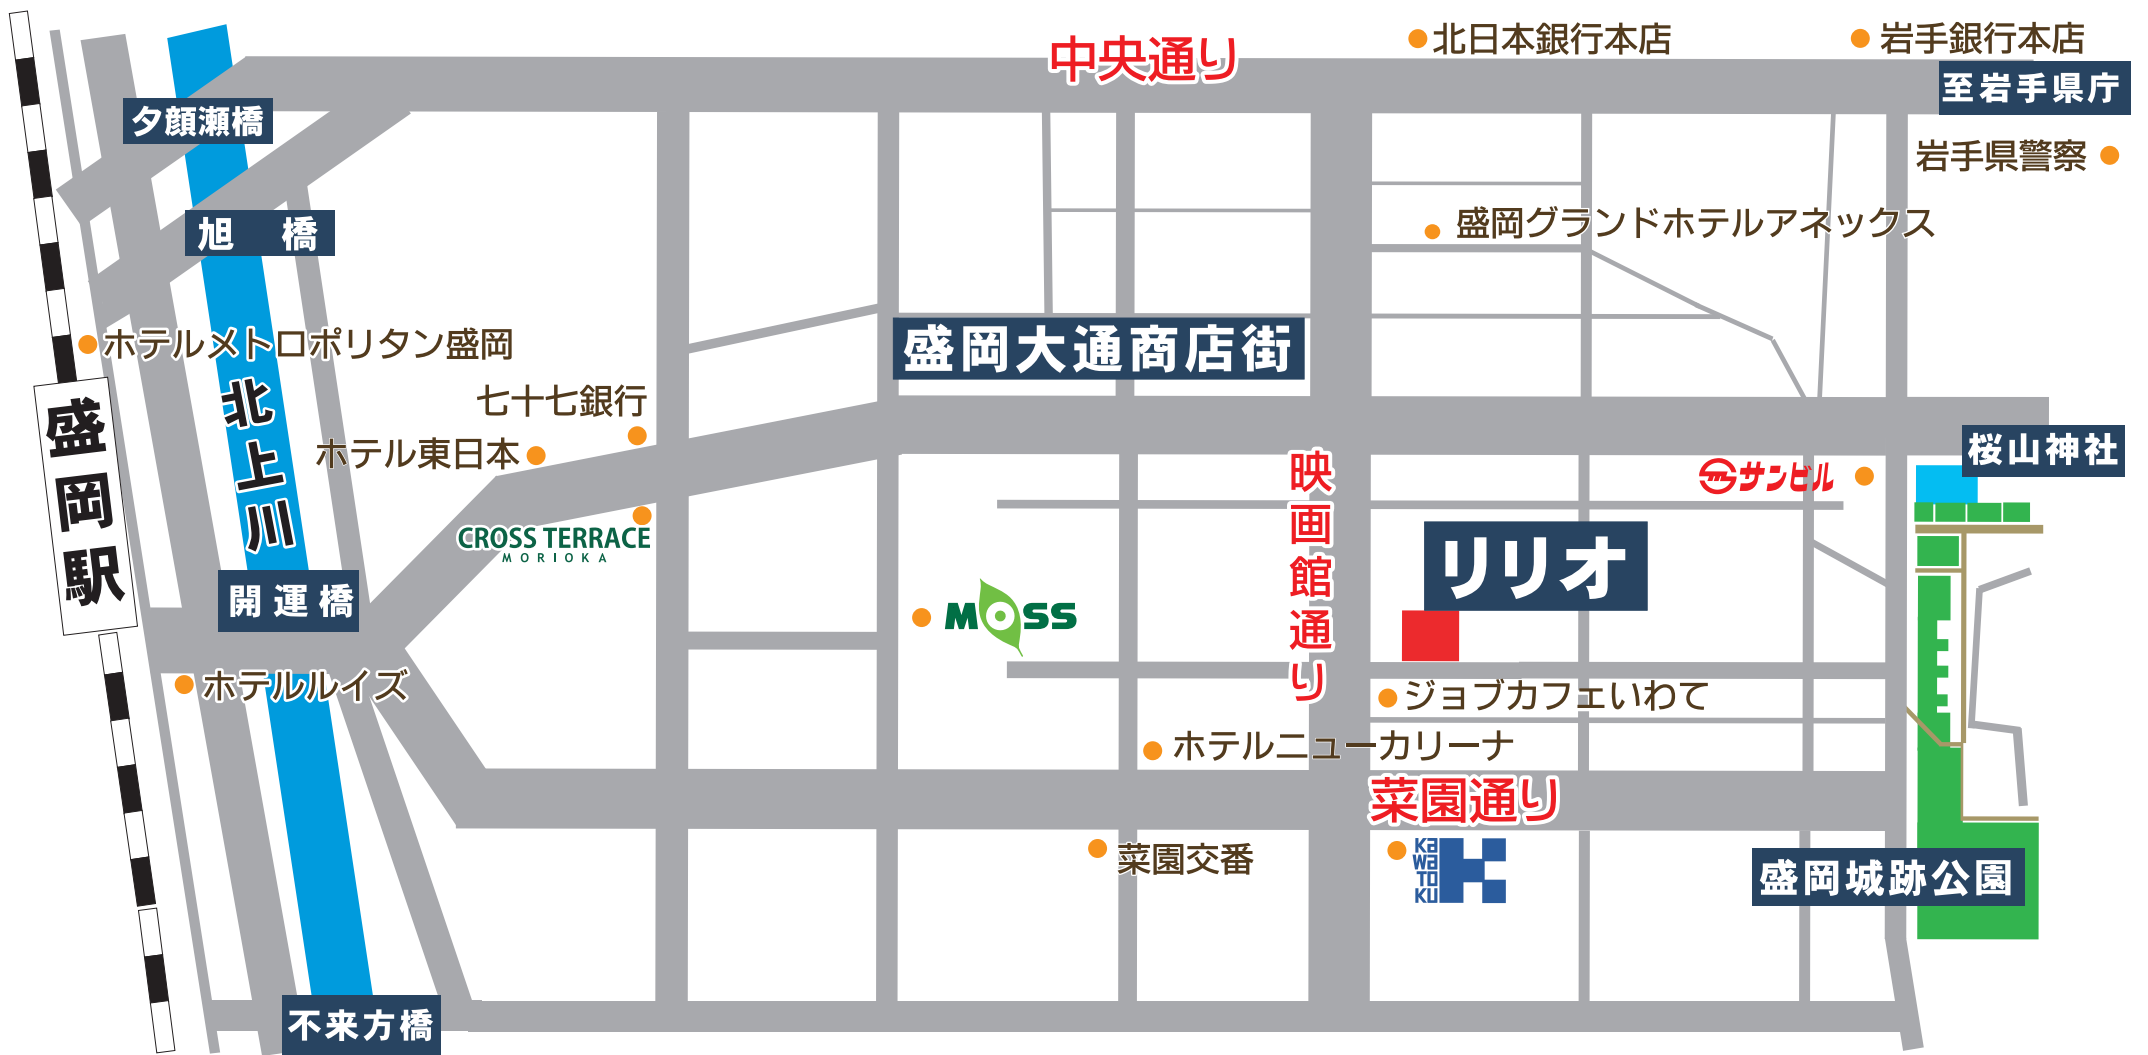 中央通り
北日本銀行本店
岩手銀行本店
至岩手県庁
夕顔瀬橋
岩手県警察
旭　橋
盛岡グランドホテルアネックス
ホテルメトロポリタン盛岡
盛岡大通商店街
七十七銀行
北上川
盛岡駅
ホテル東日本
桜山神社
映画館通り
サンビル
CROSS TERRACE
MORIOKA
リリオ
開運橋
MOSS
ホテルルイズ
ジョブカフェいわて
ホテルニューカリーナ
菜園通り
菜園交番
Kawatoku
盛岡城跡公園
不来方橋